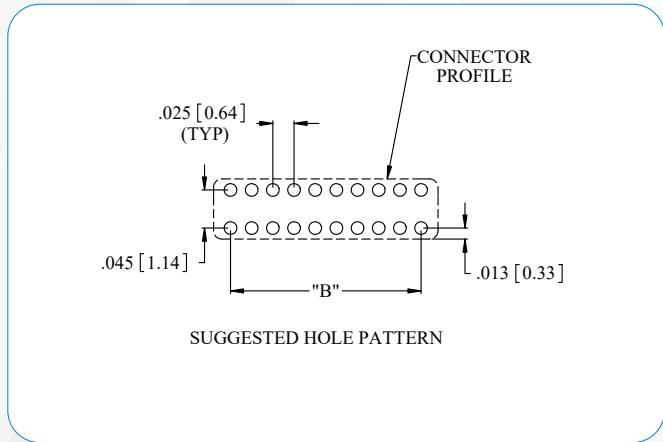 CONNECTOR
PROFILE
.025 [0.64]
(TYP)
.045 [1.14]
.013 [0.33]
"B"
SUGGESTED HOLE PATTERN